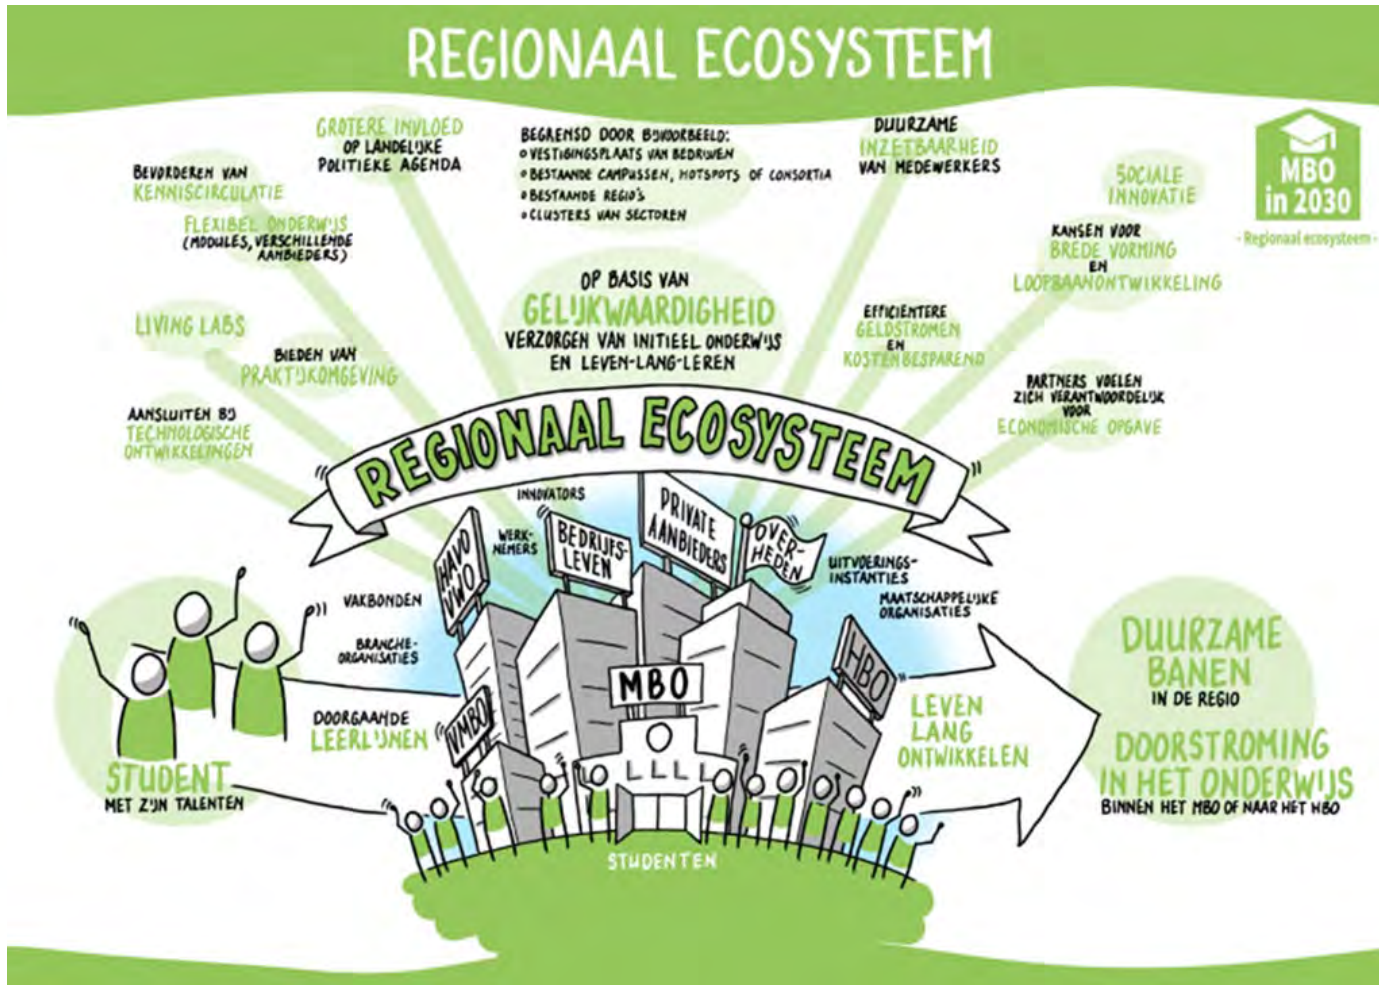 REGIONAAL ECOSYSTEEM
GROTERE INVLOED
OP LANDELIJKE
POLITIEKE AGENDA
BEVORDEREN VAN
KENNISCIRCULATIE
FLEXIBEL ONDERWIJS
(MODULES, VERSCHILLENDE
AANBIEDERS)
LIVING LABS
BIEDEN VAN
PRAKTIJKOMGEVING
AANSLUITEN BIJ
TECHNOLOGISCHE
ONTWIKKELINGEN
BEGRENSD DOOR BIJVOORBEELD:
o VESTIGINGSPLAATS VAN BEDRIJVEN
o BESTAANDE CAMPUSSEN, HOTSPOTS OF CONSORTIA
o BESTAANDE REGIO'S
o CLUSTERS VAN SECTOREN
OP BASIS VAN
GELIJKWAARDIGHEID
VERZORGEN VAN INITIEEL ONDERWIJS
EN LEVEN-LANG-LEREN
DUURZAME
INZETBAARHEID
VAN MEDEWERKERS
SOCIALE
INNOVATIE
MBO
in 2030
- Regionaal ecosysteem -
KANSEN VOOR
BREDE VORMING
EN
LOOPBAANONTWIKKELING
EFFICIENTERE
GELDSTROMEN
EN
KOSTENBESPAREND
PARTNERS VOELEN
ZICH VERANTWOORDELIJK
VOOR
ECONOMISCHE OPGAVE
REGIONAAL ECOSYSTEEM
INNOVATORS
WERK-
NEMERS
VAKBONDEN
BRANCHE-
ORGANISATIES
HAVO
VWO
BEDRIJFS-
LEVEN
PRIVATE
AANBIEDERS
OVER-
HEDEN
UITVOERINGS-
INSTANTIES
MAATSCHAPPELIJKE
ORGANISATIES
HBO
MBO
VMBO
DOORGAANDE
LEERLIJNEN
STUDENT
MET ZIJN TALENTEN
LEVEN
LANG
ONTWIKKELEN
DUURZAME
BANEN
IN DE REGIO
DOORSTROMING
IN HET ONDERWIJS
BINNEN HET MBO OF NAAR HET HBO
STUDENTEN